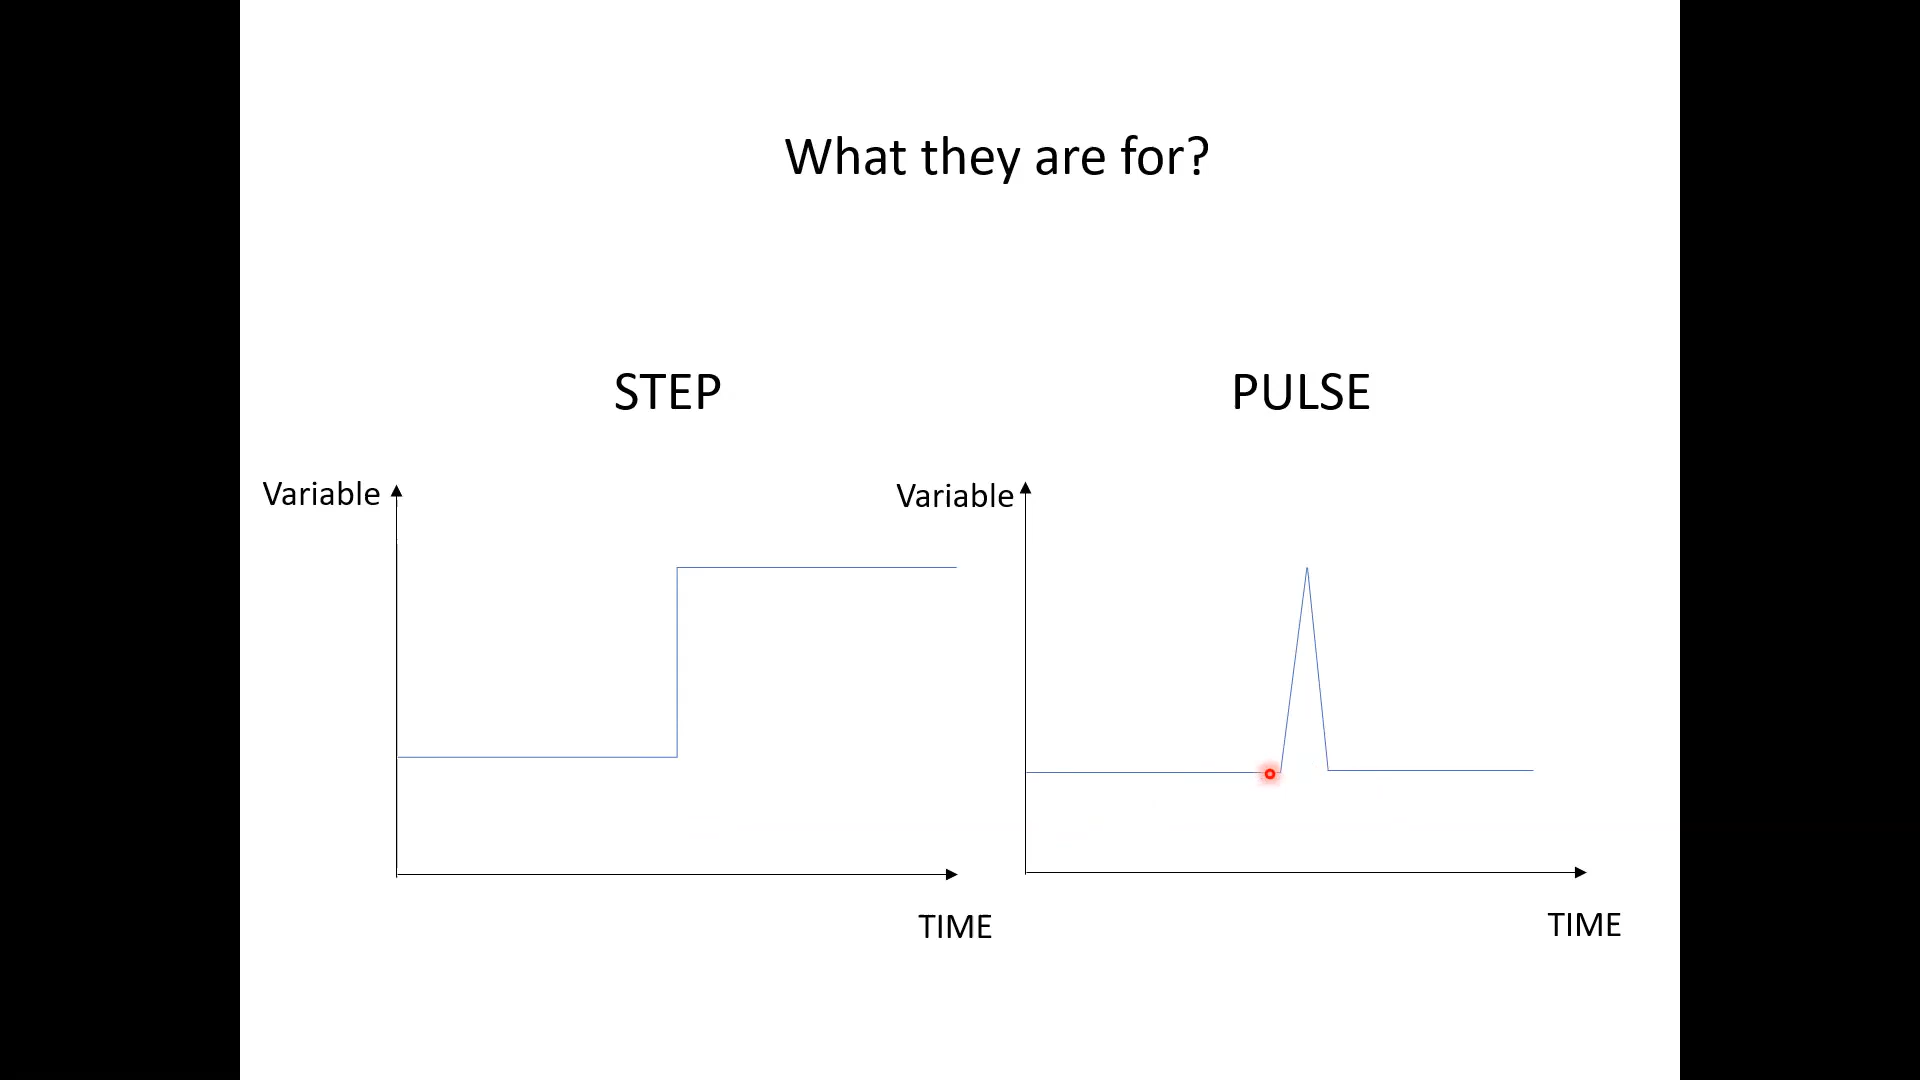 What they are for?
STEP
PULSE
Variable
Variable
TIME
TIME